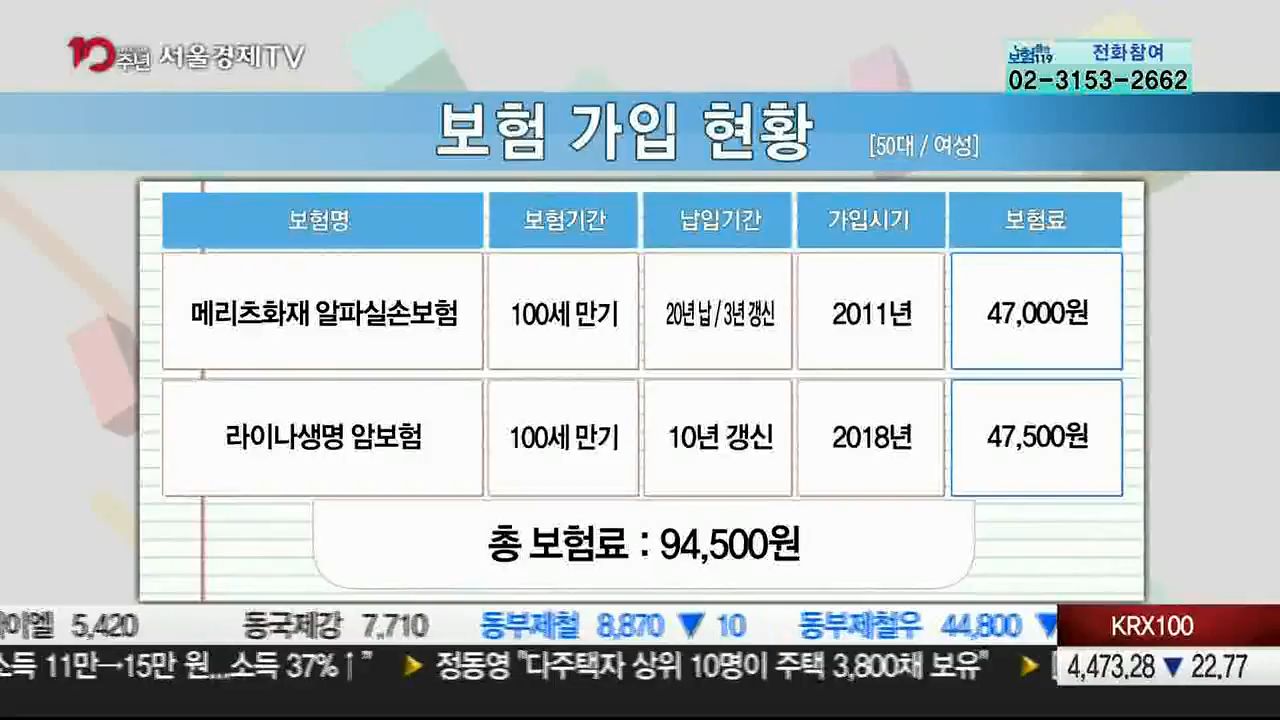 10주년 서울경제TV
보험119 전화참여
02-3153-2662
보험 가입 현황 [50대 / 여성]
보험명 보험기간 납입기간 가입시기 보험료
메리츠화재 알파실손보험 100세 만기 20년 납 / 3년 갱신 2011년 47,000원
라이나생명 암보험 100세 만기 10년 갱신 2018년 47,500원
총 보험료 : 94,500원
5,420 동국제강 7,710 동부제철 8,870 ▼ 10 동부제철우 44,800 ▼ KRX100
소득 11만→15만 원...소득 37%↑" ▶ 정동영 "다주택자 상위 10명이 주택 3,800채 보유" ▶ [ 4,473.28 ▼ 22.77